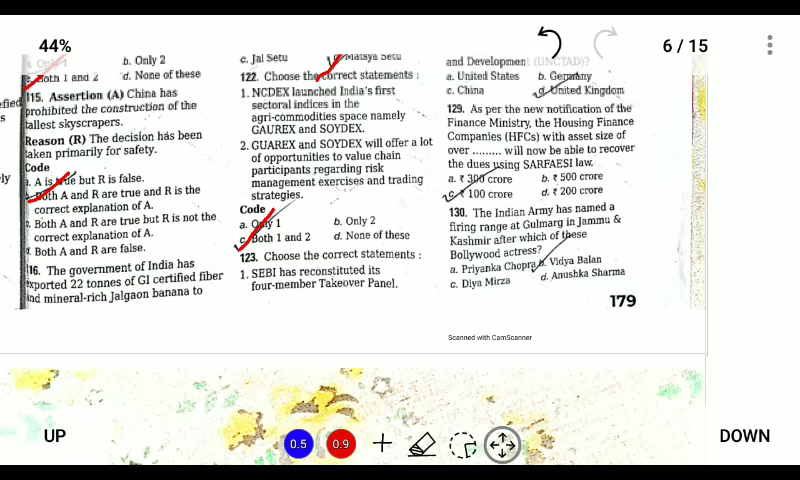 44%
6 / 15
a. Only b. Only 2
c. Both 1 and 2 d. None of these
115. Assertion (A) China has
prohibited the construction of the
tallest skyscrapers.
Reason (R) The decision has been
taken primarily for safety.
Code
a. A is true but R is false.
b. Both A and R are true and R is the
correct explanation of A.
c. Both A and R are true but R is not the
correct explanation of A.
d. Both A and R are false.
116. The government of India has
exported 22 tonnes of GI certified fiber
and mineral-rich Jalgaon banana to
c. Jal Setu d. Matsya Setu
122. Choose the correct statements :
1. NCDEX launched India's first
sectoral indices in the
agri-commodities space namely
GAUREX and SOYDEX.
2. GUAREX and SOYDEX will offer a lot
of opportunities to value chain
participants regarding risk
management exercises and trading
strategies.
Code
a. Only 1 b. Only 2
c. Both 1 and 2 d. None of these
123. Choose the correct statements :
1. SEBI has reconstituted its
four-member Takeover Panel.
and Development (UNCTAD)?
a. United States b. Germany
c. China d. United Kingdom
129. As per the new notification of the
Finance Ministry, the Housing Finance
Companies (HFCs) with asset size of
over ......... will now be able to recover
the dues using SARFAESI law.
a. ₹ 300 crore b. ₹ 500 crore
c. ₹ 100 crore d. ₹ 200 crore
130. The Indian Army has named a
firing range at Gulmarg in Jammu &
Kashmir after which of these
Bollywood actress?
a. Priyanka Chopra b. Vidya Balan
c. Diya Mirza d. Anushka Sharma
179
Scanned with CamScanner
UP
0.5
0.9
DOWN